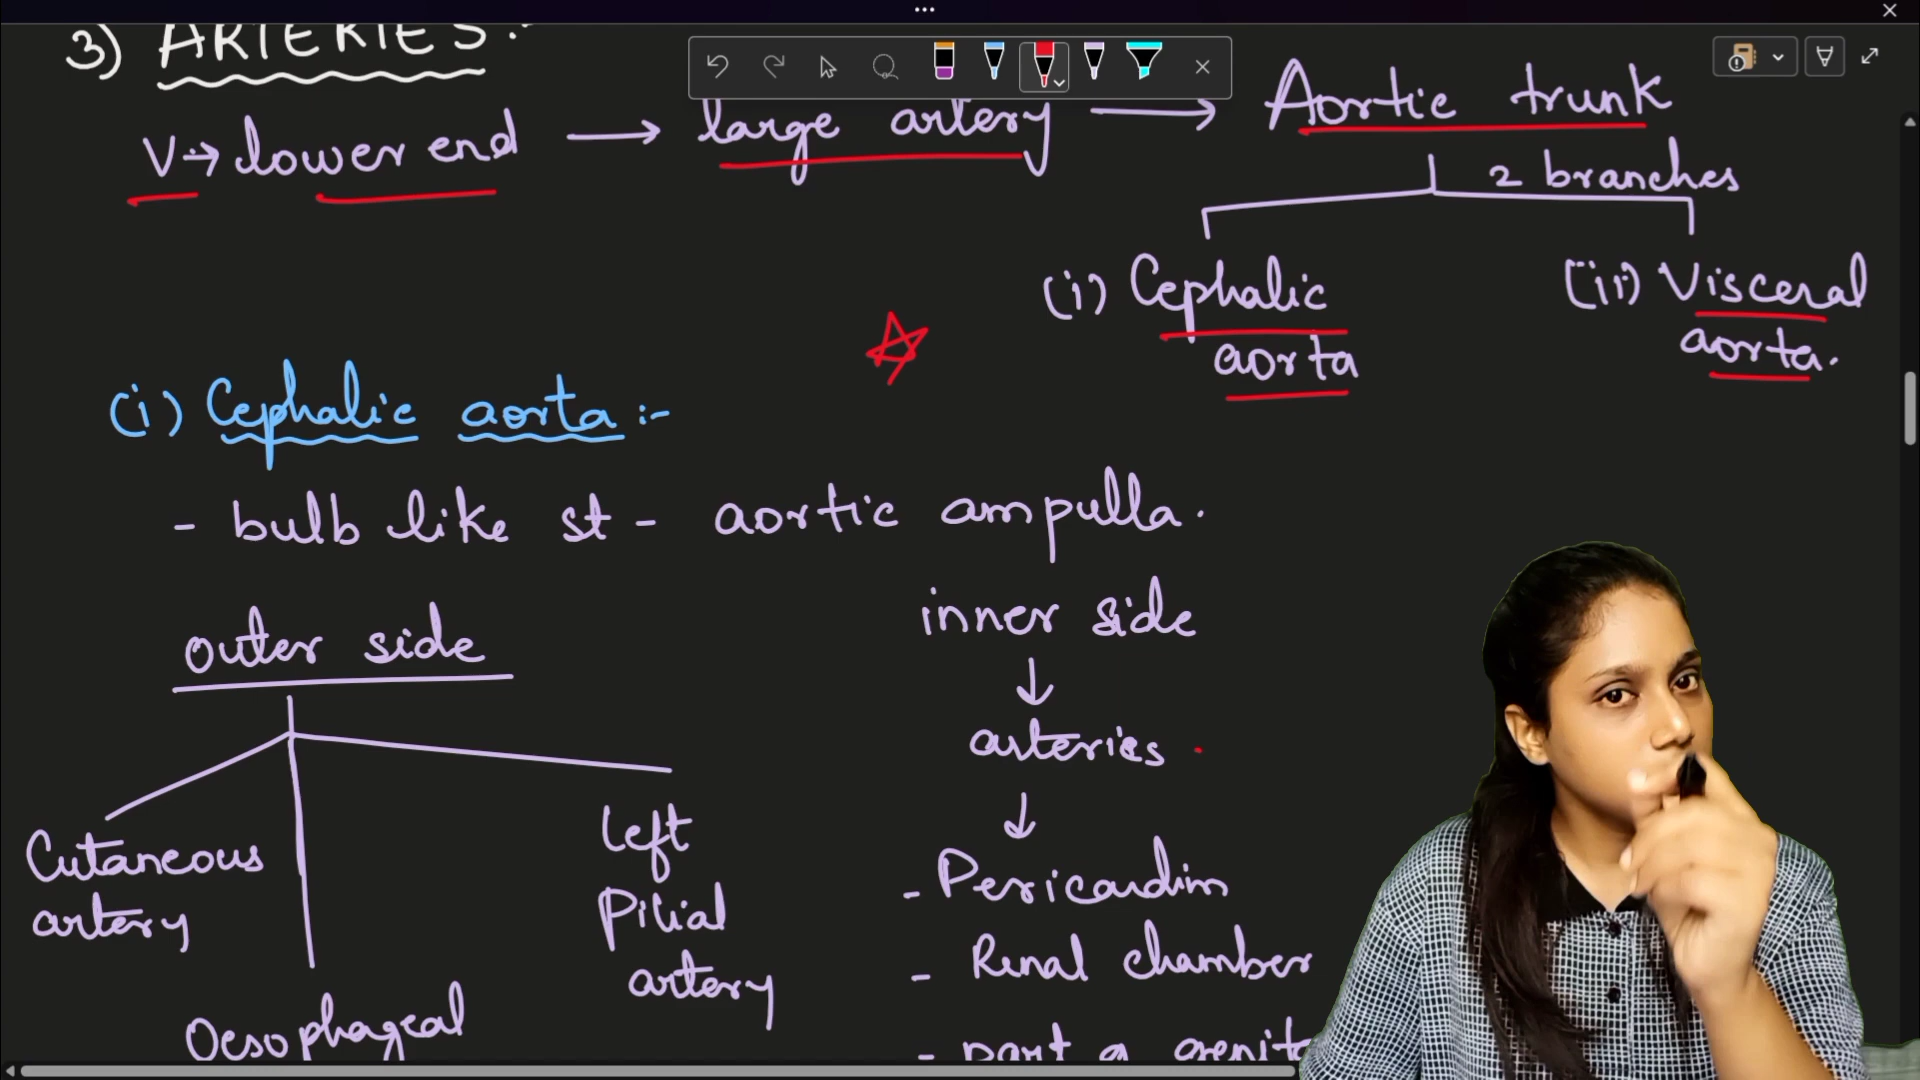 3) ARTERIES :-
V → lower end → large artery → Aortic trunk
2 branches
(i) Cephalic aorta
(ii) Visceral aorta.
(i) Cephalic aorta :-
- bulb like st - aortic ampulla.
outer side
Cutaneous artery
Oesophageal
Left Pilial artery
inner side
↓
arteries
↓
- Pericardim
- Renal chamber
- part